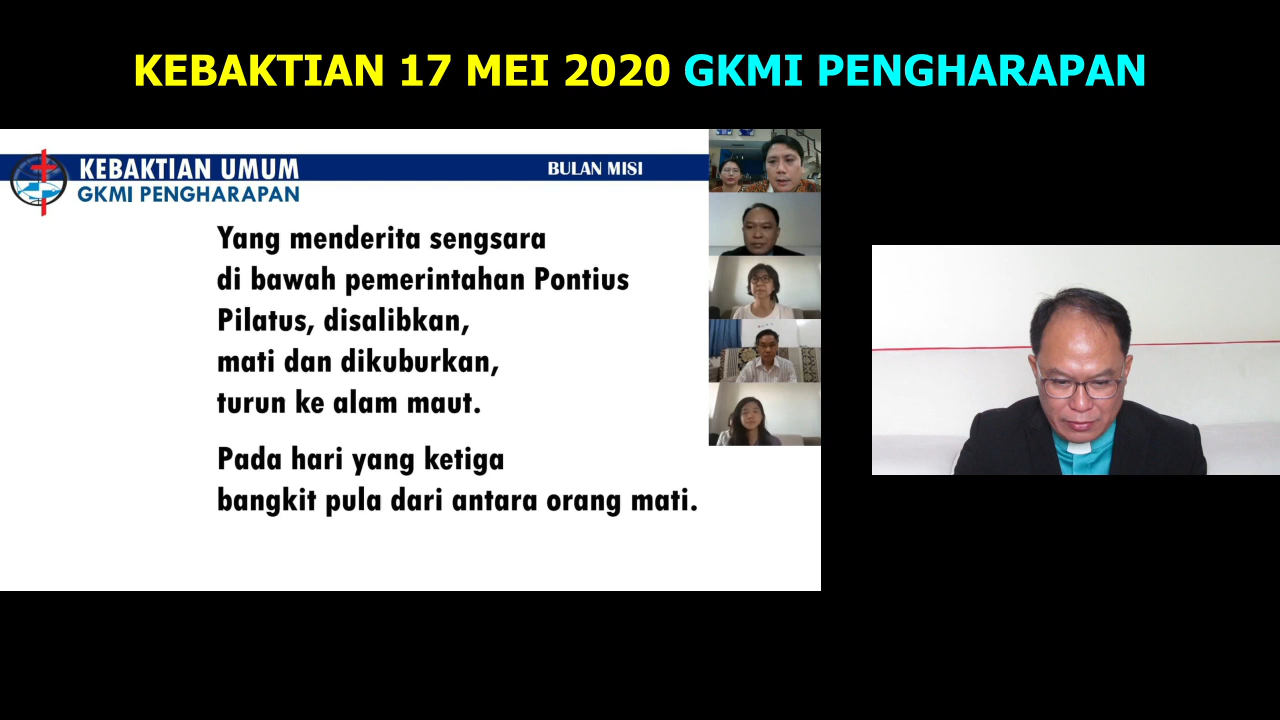 KEBAKTIAN 17 MEI 2020 GKMI PENGHARAPAN
KEBAKTIAN UMUM
GKMI PENGHARAPAN
BULAN MISI
Yang menderita sengsara
di bawah pemerintahan Pontius
Pilatus, disalibkan,
mati dan dikuburkan,
turun ke alam maut.
Pada hari yang ketiga
bangkit pula dari antara orang mati.